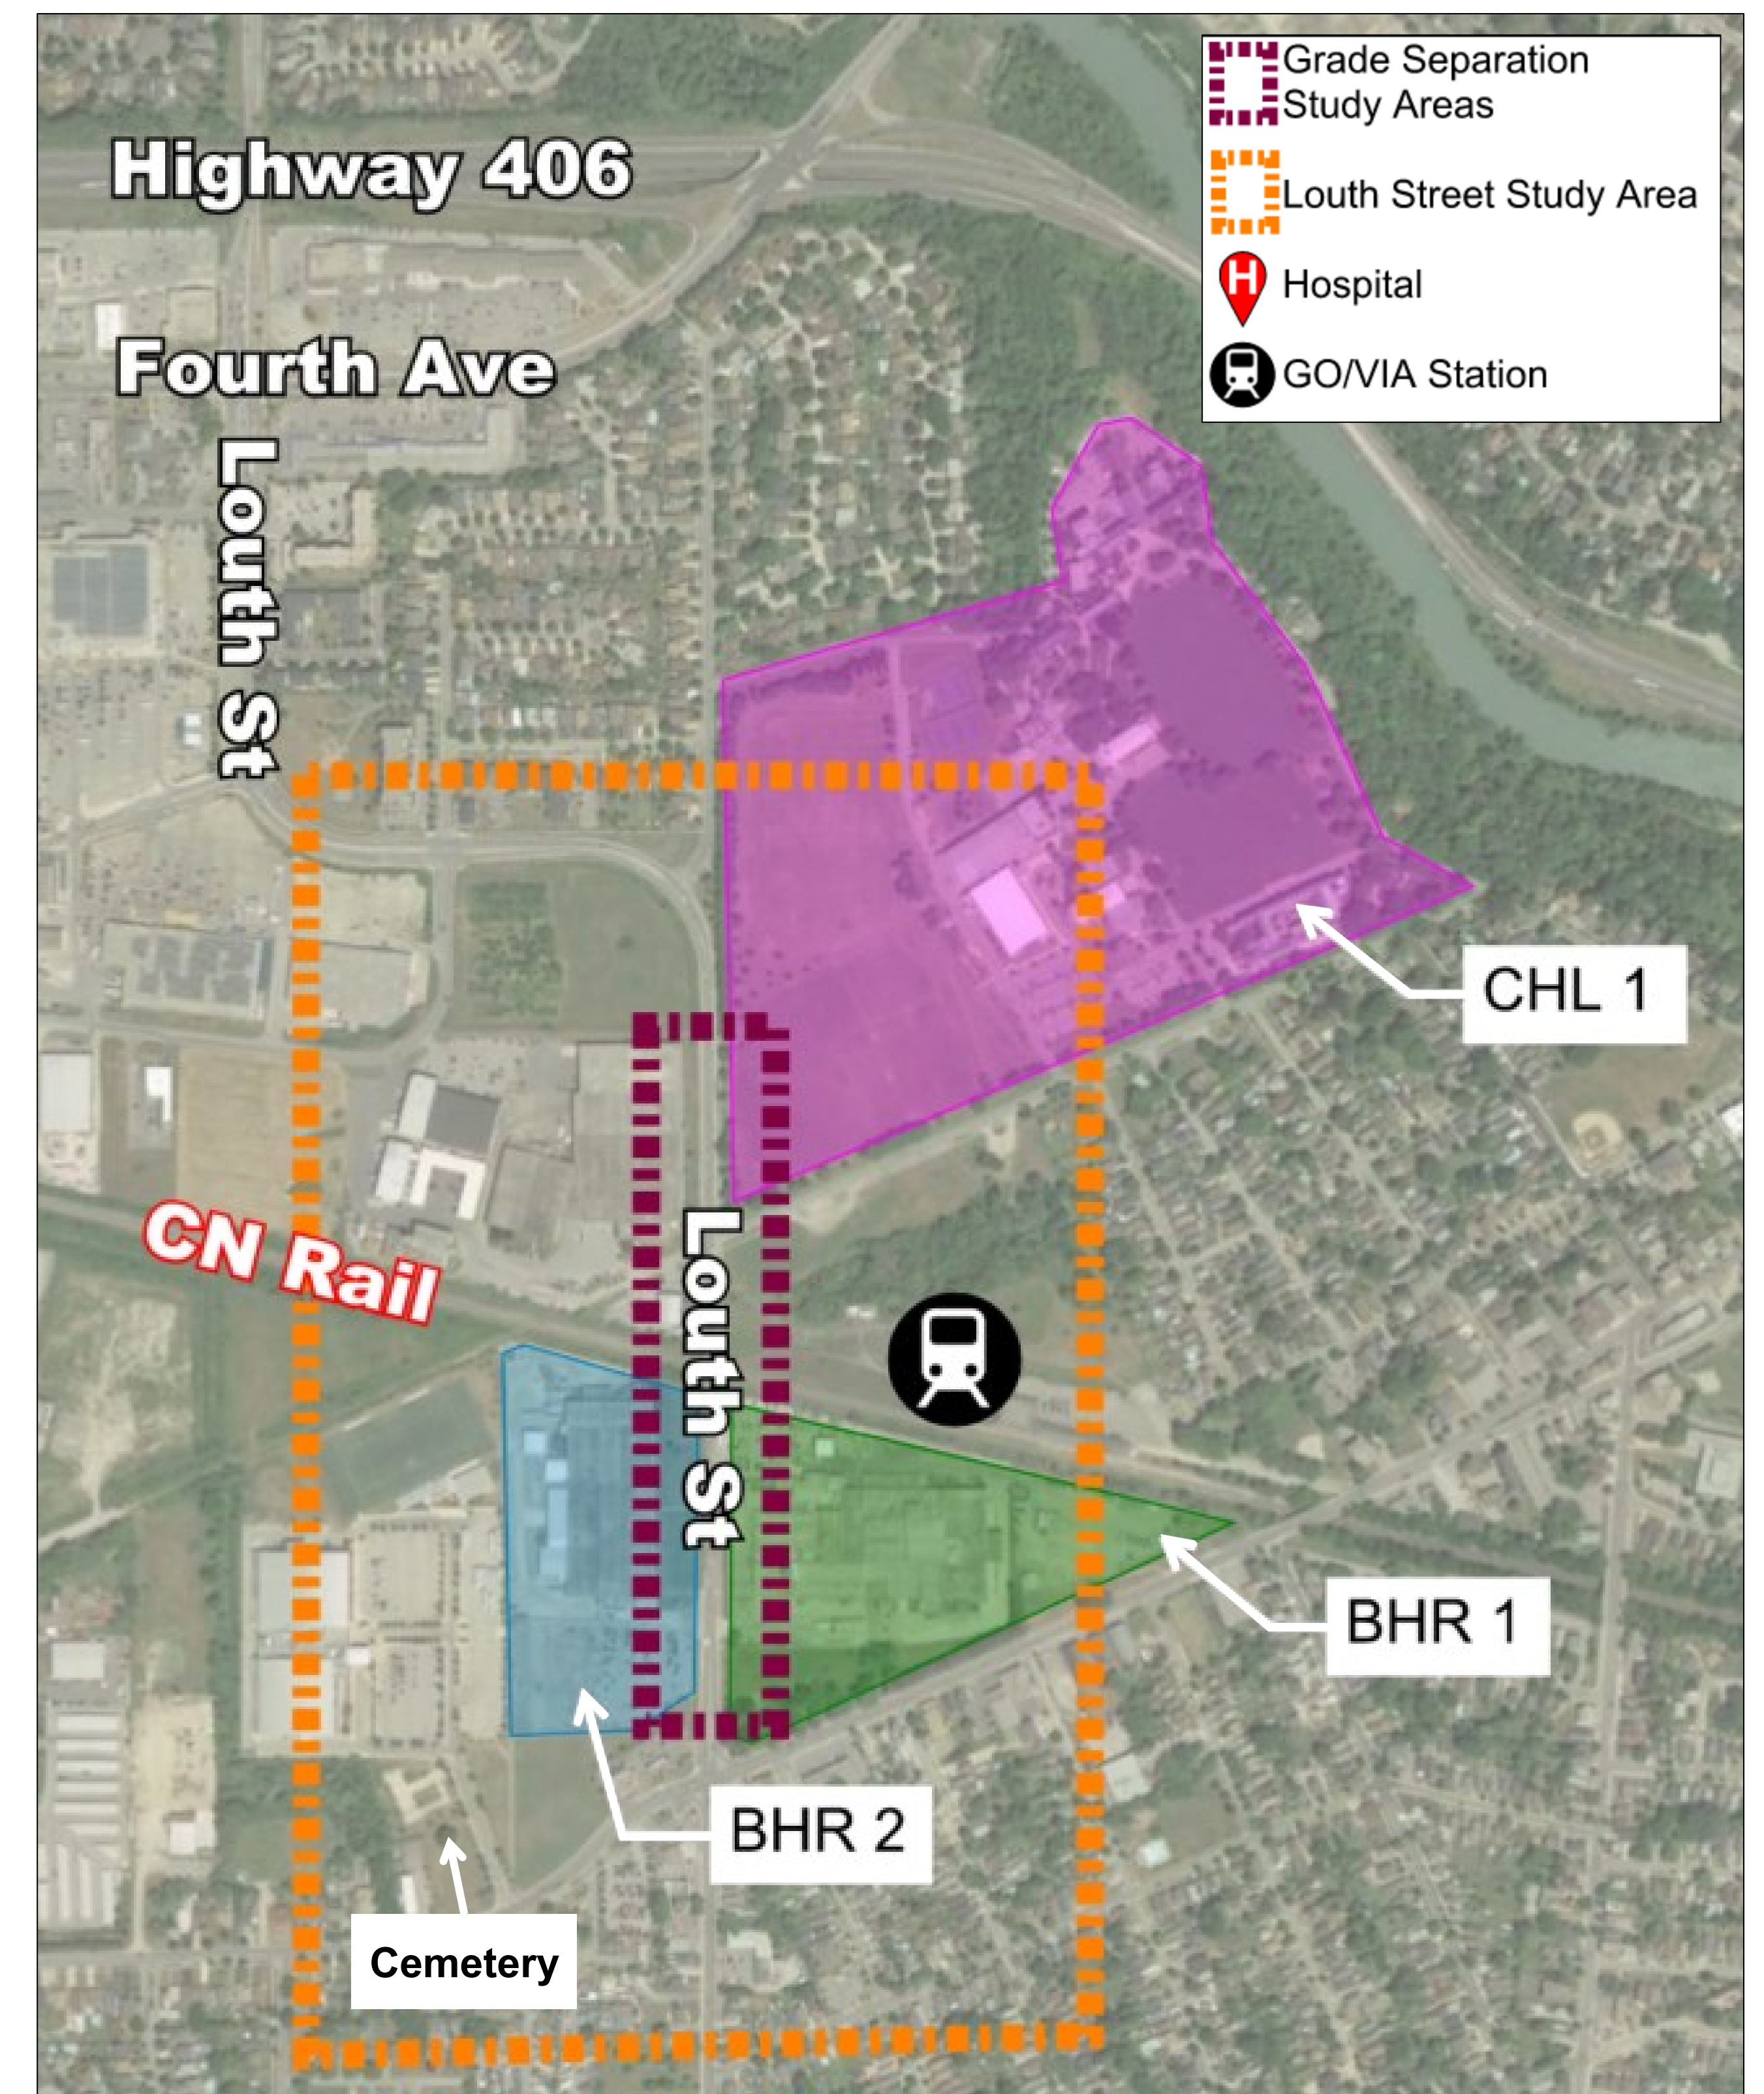 Grade Separation
Study Areas
Louth Street Study Area
H
Hospital
GO/VIA Station
Highway 406
Fourth Ave
Louth St
CHL 1
CN Rail
Louth St
BHR 1
BHR 2
Cemetery